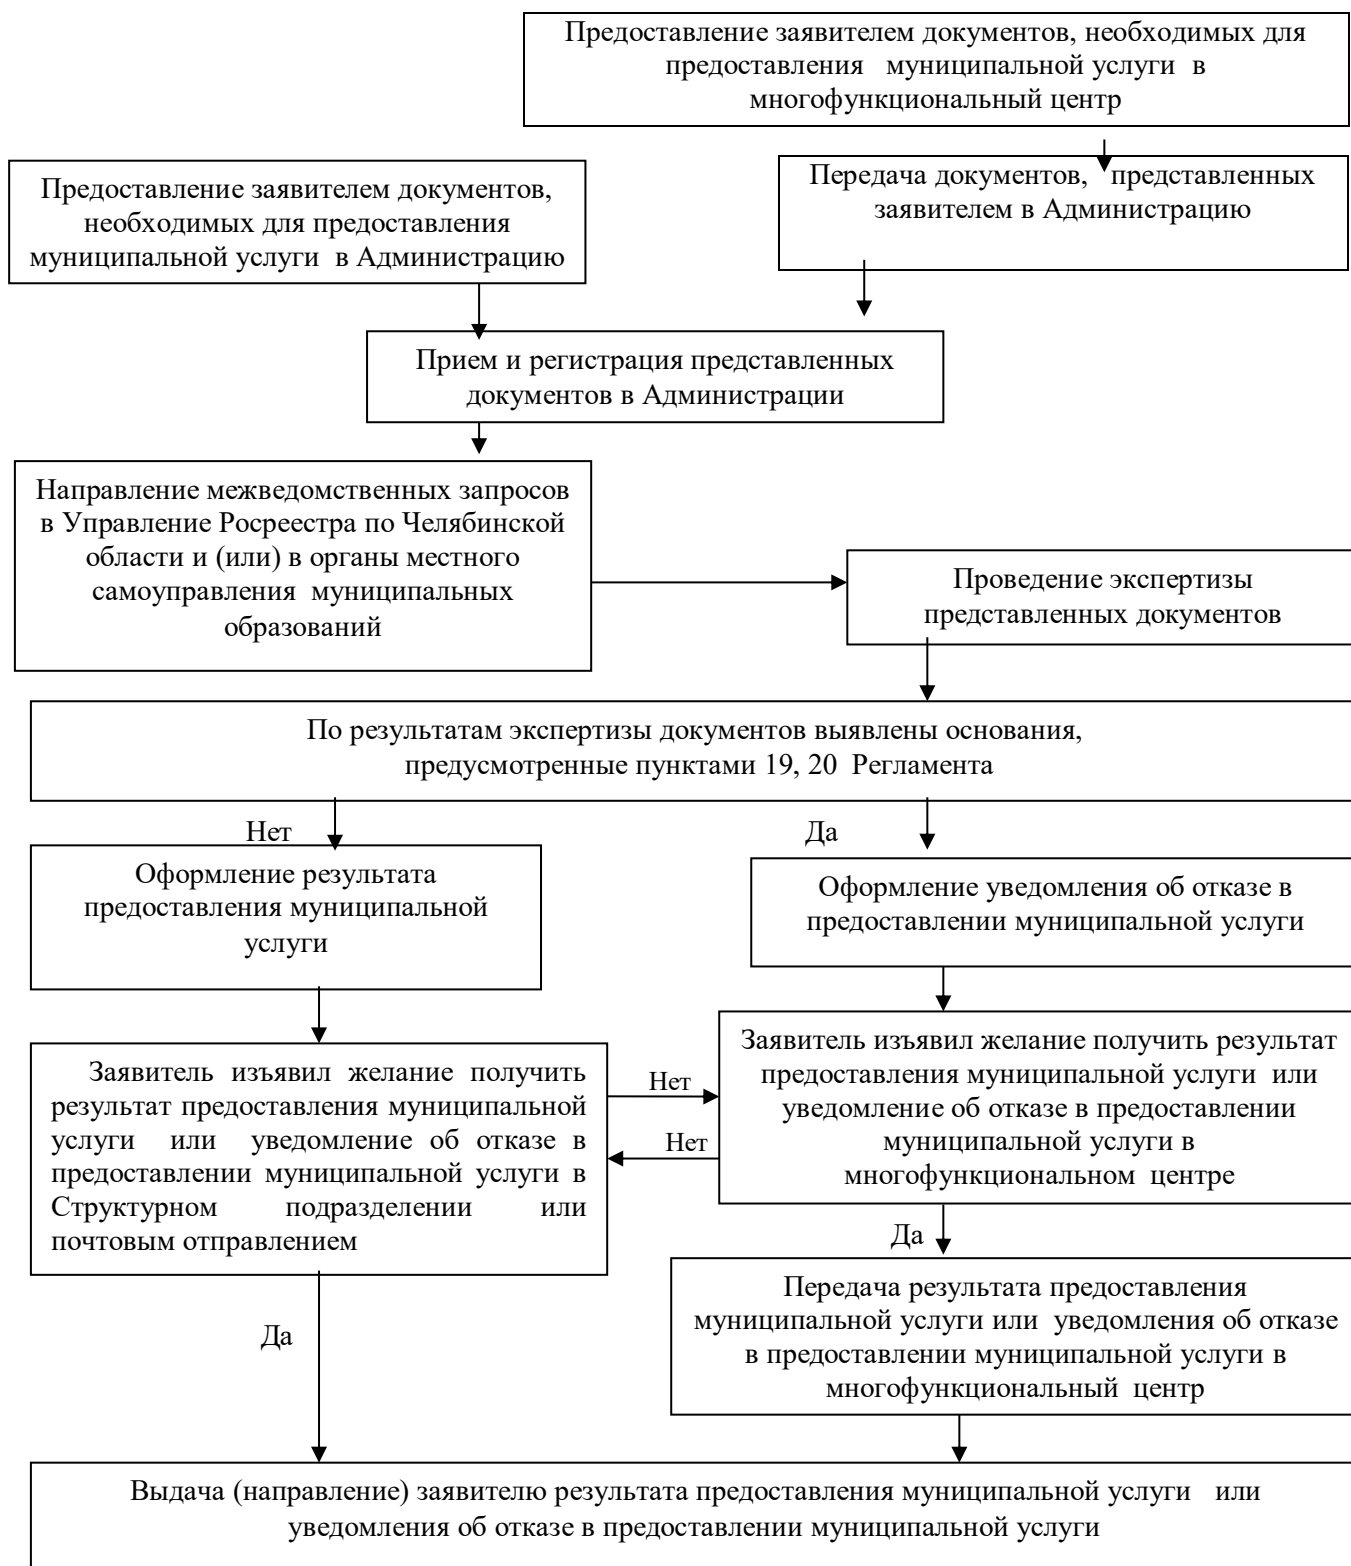 Предоставление заявителем документов, необходимых для
предоставления муниципальной услуги в
многофункциональный центр
Предоставление заявителем документов,
необходимых для предоставления
муниципальной услуги в Администрацию
Передача документов, представленных
заявителем в Администрацию
Прием и регистрация представленных
документов в Администрации
Направление межведомственных запросов
в Управление Росреестра по Челябинской
области и (или) в органы местного
самоуправления муниципальных
образований
Проведение экспертизы
представленных документов
По результатам экспертизы документов выявлены основания,
предусмотренные пунктами 19, 20 Регламента
Нет
Да
Оформление результата
предоставления муниципальной
услуги
Оформление уведомления об отказе в
предоставлении муниципальной услуги
Заявитель изъявил желание получить
результат предоставления муниципальной
услуги или уведомление об отказе в
предоставлении муниципальной услуги в
Структурном подразделении или
почтовым отправлением
Нет
Нет
Заявитель изъявил желание получить результат
предоставления муниципальной услуги или
уведомление об отказе в предоставлении
муниципальной услуги в
многофункциональном центре
Да
Да
Передача результата предоставления
муниципальной услуги или уведомления об отказе
в предоставлении муниципальной услуги в
многофункциональный центр
Выдача (направление) заявителю результата предоставления муниципальной услуги или
уведомления об отказе в предоставлении муниципальной услуги